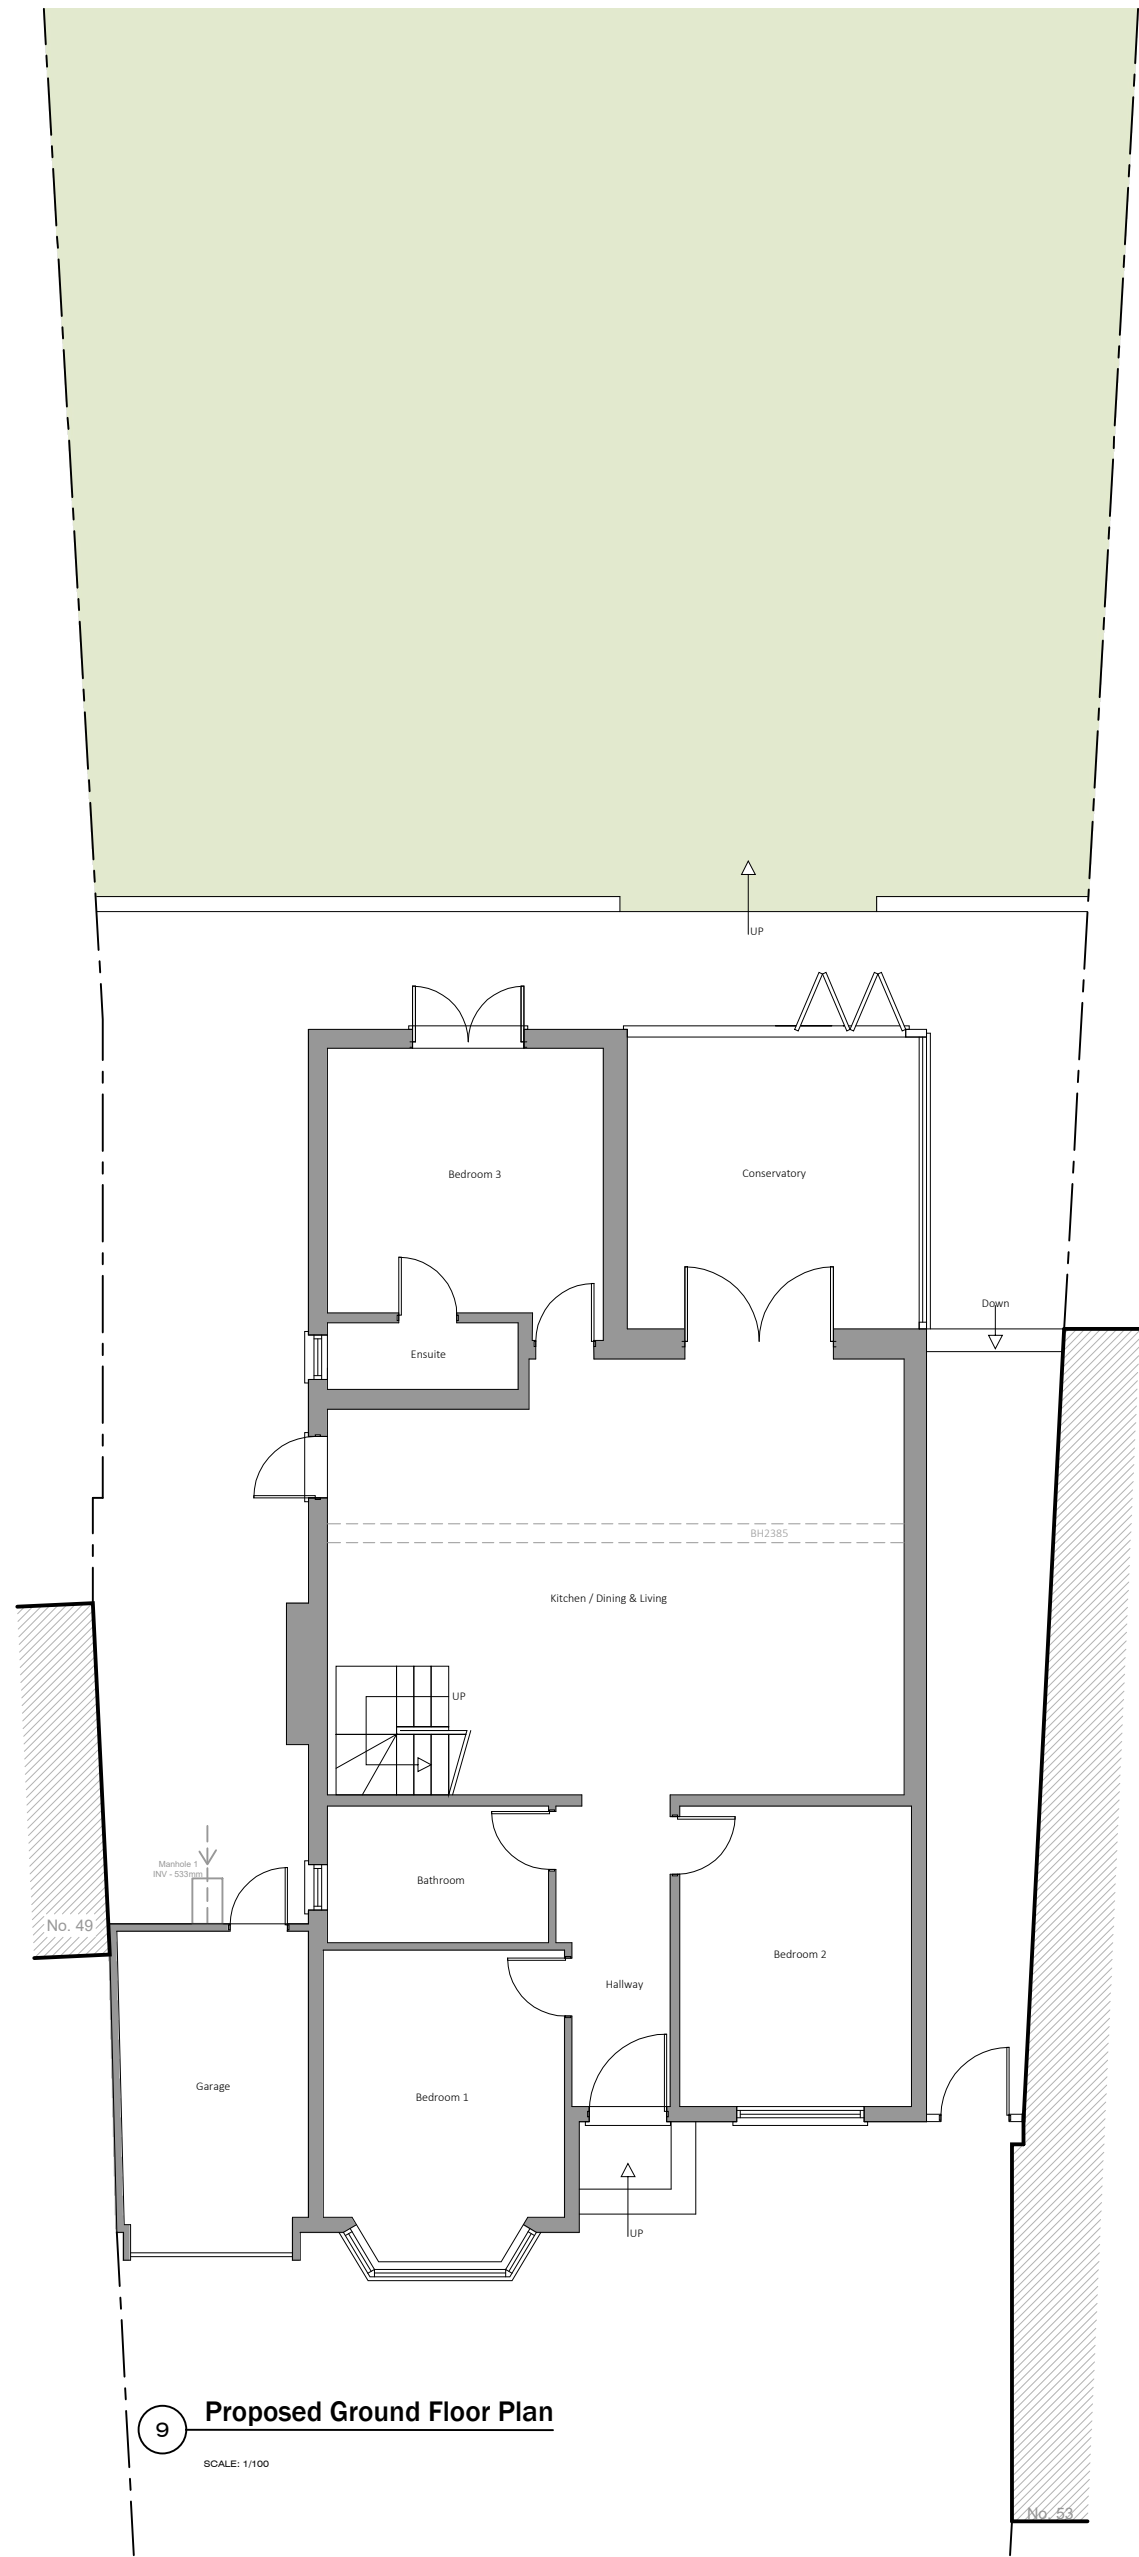 UP
Bedroom 3
Conservatory
Down
Ensuite
BH2385
Kitchen / Dining & Living
UP
Manhole 1
INV - 533mm
Bathroom
No. 49
Bedroom 2
Hallway
Garage
Bedroom 1
UP
9
Proposed Ground Floor Plan
SCALE: 1/100
No. 53